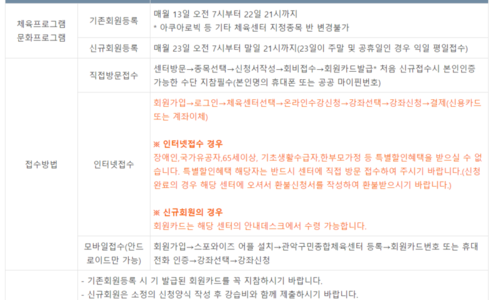 체육프로그램
문화프로그램
기존회원등록
매월 13일 오전 7시부터 22일 21시까지
* 아쿠아로빅 등 기타 체육센터 지정종목 반 변경불가
신규회원등록
매월 23일 오전 7시부터 말일 21시까지(23일이 주말 및 공휴일인 경우 익일 평일접수)
접수방법
직접방문접수
센터방문→종목선택→신청서작성→회비접수→회원카드발급* 처음 신규접수시 본인인증
가능한 수단 지참필수(본인명의 휴대폰 또는 공공 마이핀번호)
인터넷접수
회원가입→로그인→체육센터선택→온라인수강신청→강좌선택→강좌신청→결제(신용카드
또는 계좌이체)
※ 인터넷접수 경우
장애인,국가유공자,65세이상, 기초생활수급자,한부모가정 등 특별할인혜택을 받으실 수 없
습니다. 특별할인혜택 해당자는 반드시 센터에 직접 방문 접수하여 주시기 바랍니다.(신청
완료의 경우 해당 센터에 오셔서 환불신청서를 작성하여 환불받으시기 바랍니다.)
※ 신규회원의 경우
회원카드는 해당 센터의 안내데스크에서 수령 가능합니다.
모바일접수(안드
로이드만 가능)
회원가입→스포와이즈 어플 설치→관악구민종합체육센터 등록→회원카드번호 또는 휴대
전화 인증→강좌선택→강좌신청
- 기존회원등록 시 기 발급된 회원카드를 꼭 지참하시기 바랍니다.
- 신규회원은 소정의 신청양식 작성 후 강습비와 함께 제출하시기 바랍니다.